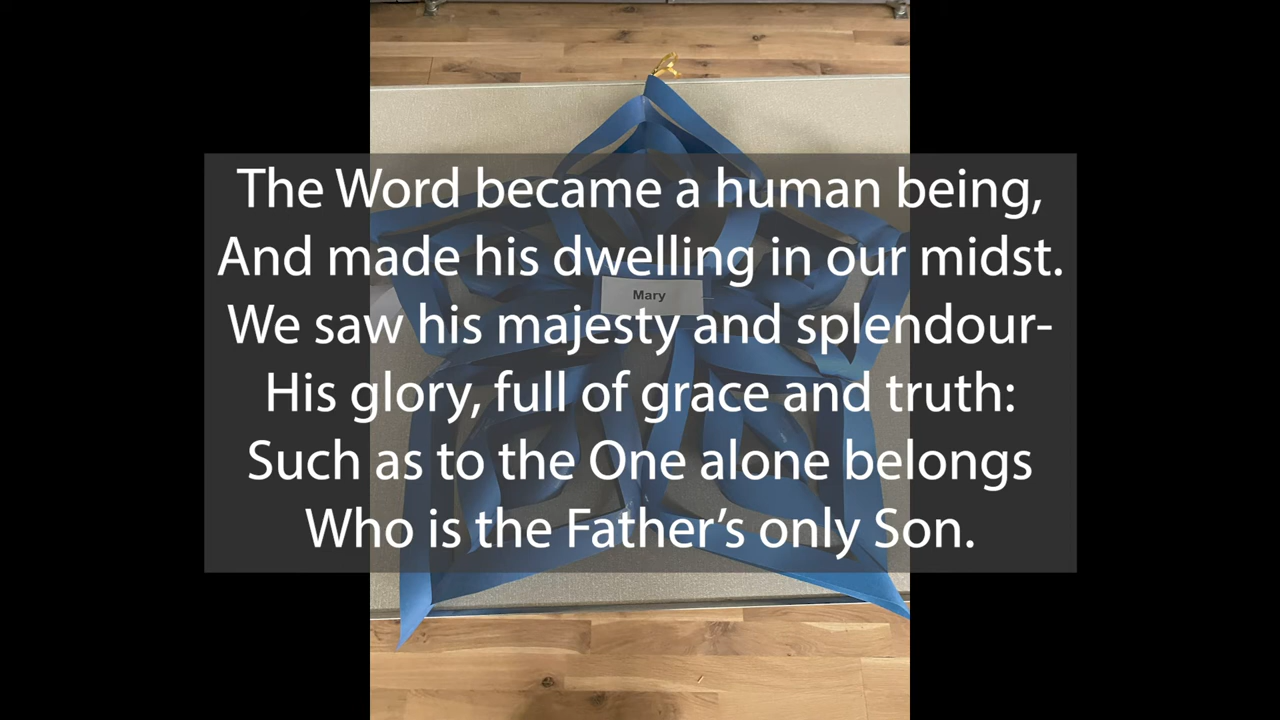 The Word became a human being,
And made his dwelling in our midst.
Mary
We saw his majesty and splendour-
His glory, full of grace and truth:
Such as to the One alone belongs
Who is the Father’s only Son.